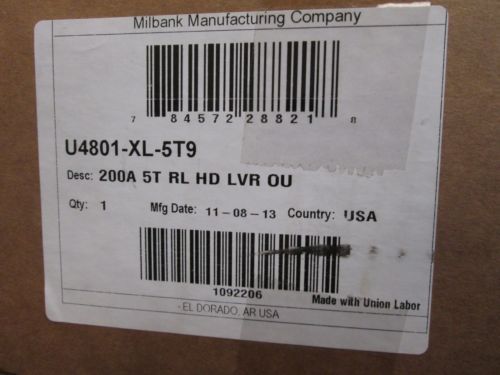 Milbank Manufacturing Company
7 84572 28821 8
U4801-XL-5T9
Desc: 200A 5T RL HD LVR OU
Qty: 1 Mfg Date: 11-08-13 Country: USA
1092206
Made with Union Labor
- EL DORADO, AR USA